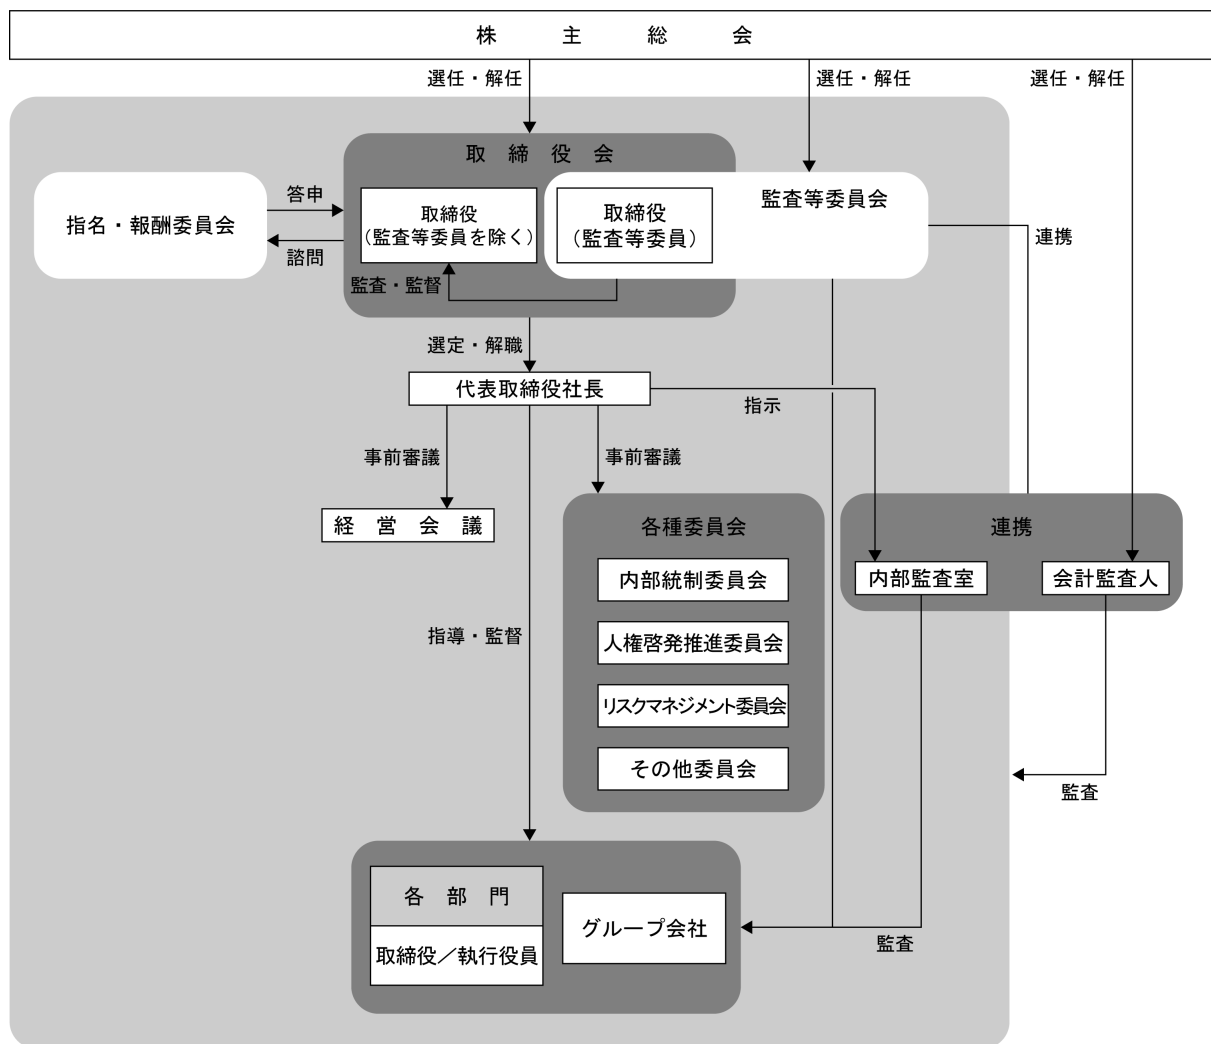 株主総会
選任・解任
選任・解任
選任・解任
取締役会
監査等委員会
指名・報酬委員会
答申
諮問
取締役
（監査等委員を除く）
取締役
（監査等委員）
連携
監査・監督
選定・解職
代表取締役社長
指示
事前審議
事前審議
経営会議
各種委員会
内部統制委員会
人権啓発推進委員会
リスクマネジメント委員会
その他委員会
連携
内部監査室
会計監査人
指導・監督
監査
各部門
取締役／執行役員
グループ会社
監査